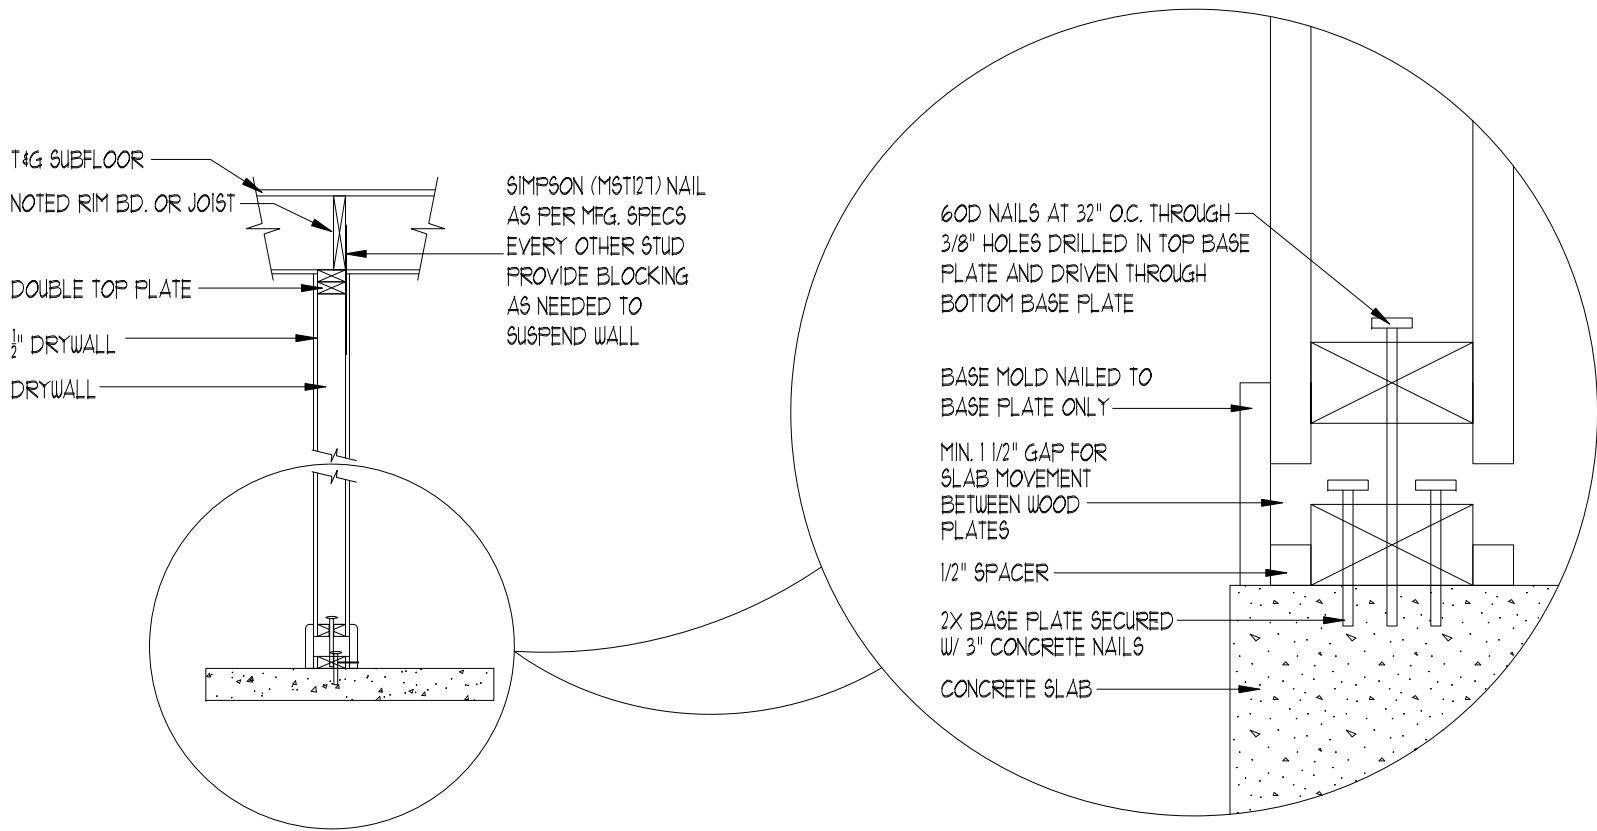 T&G SUBFLOOR
NOTED RIM BD. OR JOIST
DOUBLE TOP PLATE
1/2" DRYWALL
DRYWALL
SIMPSON (MSTI27) NAIL
AS PER MFG. SPECS
EVERY OTHER STUD
PROVIDE BLOCKING
AS NEEDED TO
SUSPEND WALL
60D NAILS AT 32" O.C. THROUGH
3/8" HOLES DRILLED IN TOP BASE
PLATE AND DRIVEN THROUGH
BOTTOM BASE PLATE
BASE MOLD NAILED TO
BASE PLATE ONLY
MIN. 1 1/2" GAP FOR
SLAB MOVEMENT
BETWEEN WOOD
PLATES
1/2" SPACER
2X BASE PLATE SECURED
W/ 3" CONCRETE NAILS
CONCRETE SLAB